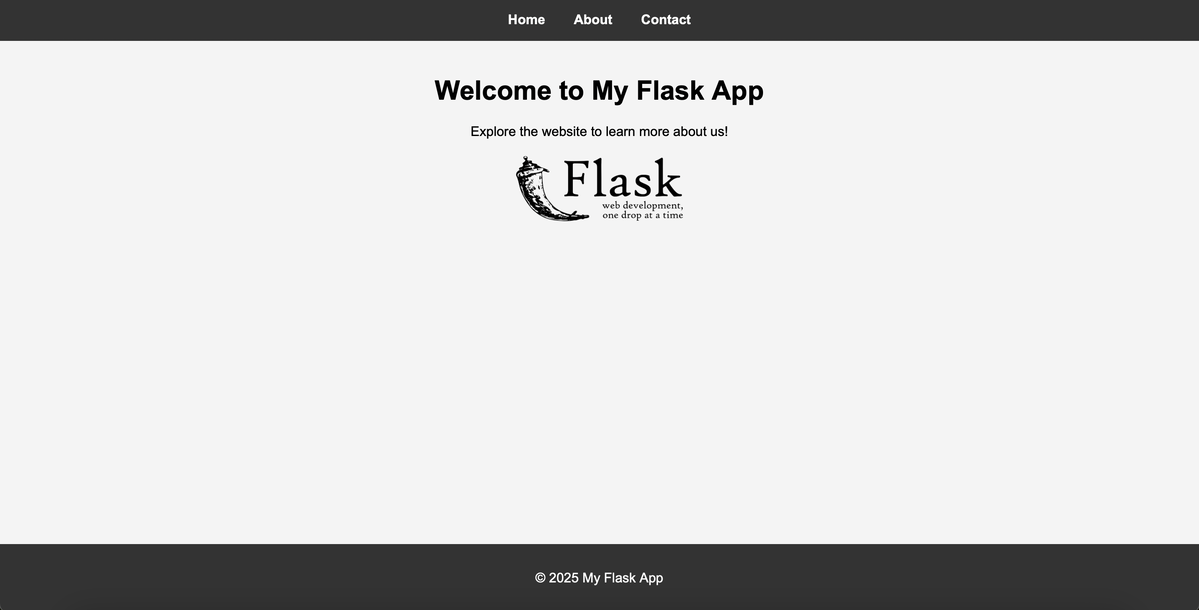 Home About Contact
Welcome to My Flask App
Explore the website to learn more about us!
Flask
web development,
one drop at a time
© 2025 My Flask App